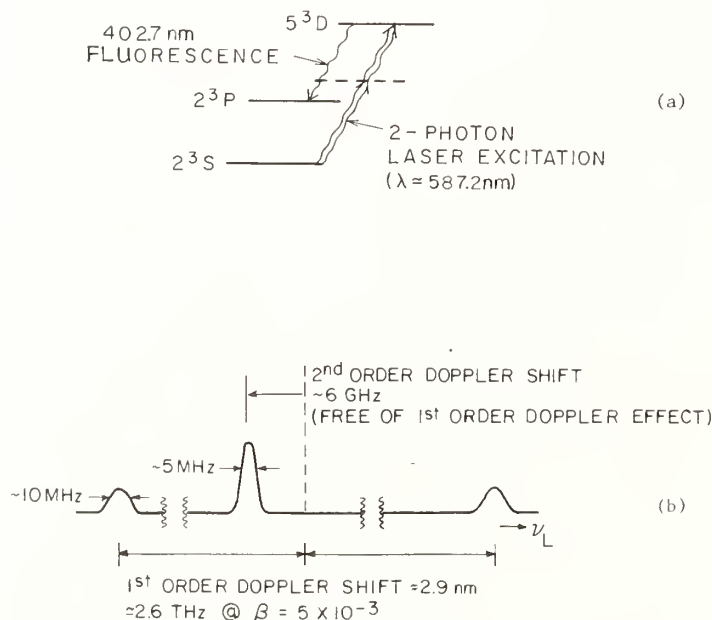 5³D
402.7 nm
FLUORESCENCE
2³P
(a)
2-PHOTON
LASER EXCITATION
(λ≃587.2nm)
2³S
2nd ORDER DOPPLER SHIFT
~6 GHz
(FREE OF 1st ORDER DOPPLER EFFECT)
~5MHz
~10MHz
(b)
ν_L
1st ORDER DOPPLER SHIFT ≃2.9 nm
≃2.6 THz @ β = 5 X 10⁻³